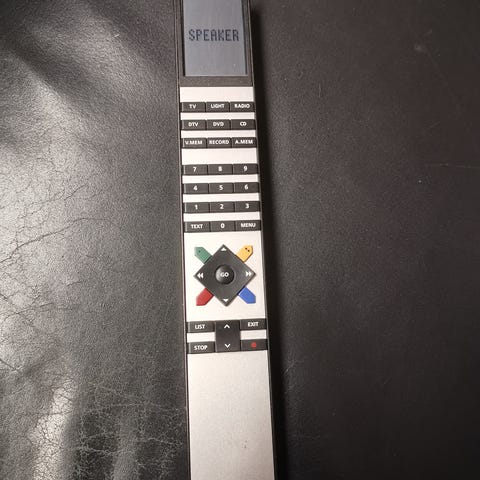 SPEAKER
TV LIGHT RADIO
DTV DVD CD
V.MEM RECORD A.MEM
7 8 9
4 5 6
1 2 3
TEXT 0 MENU
GO
LIST EXIT
STOP